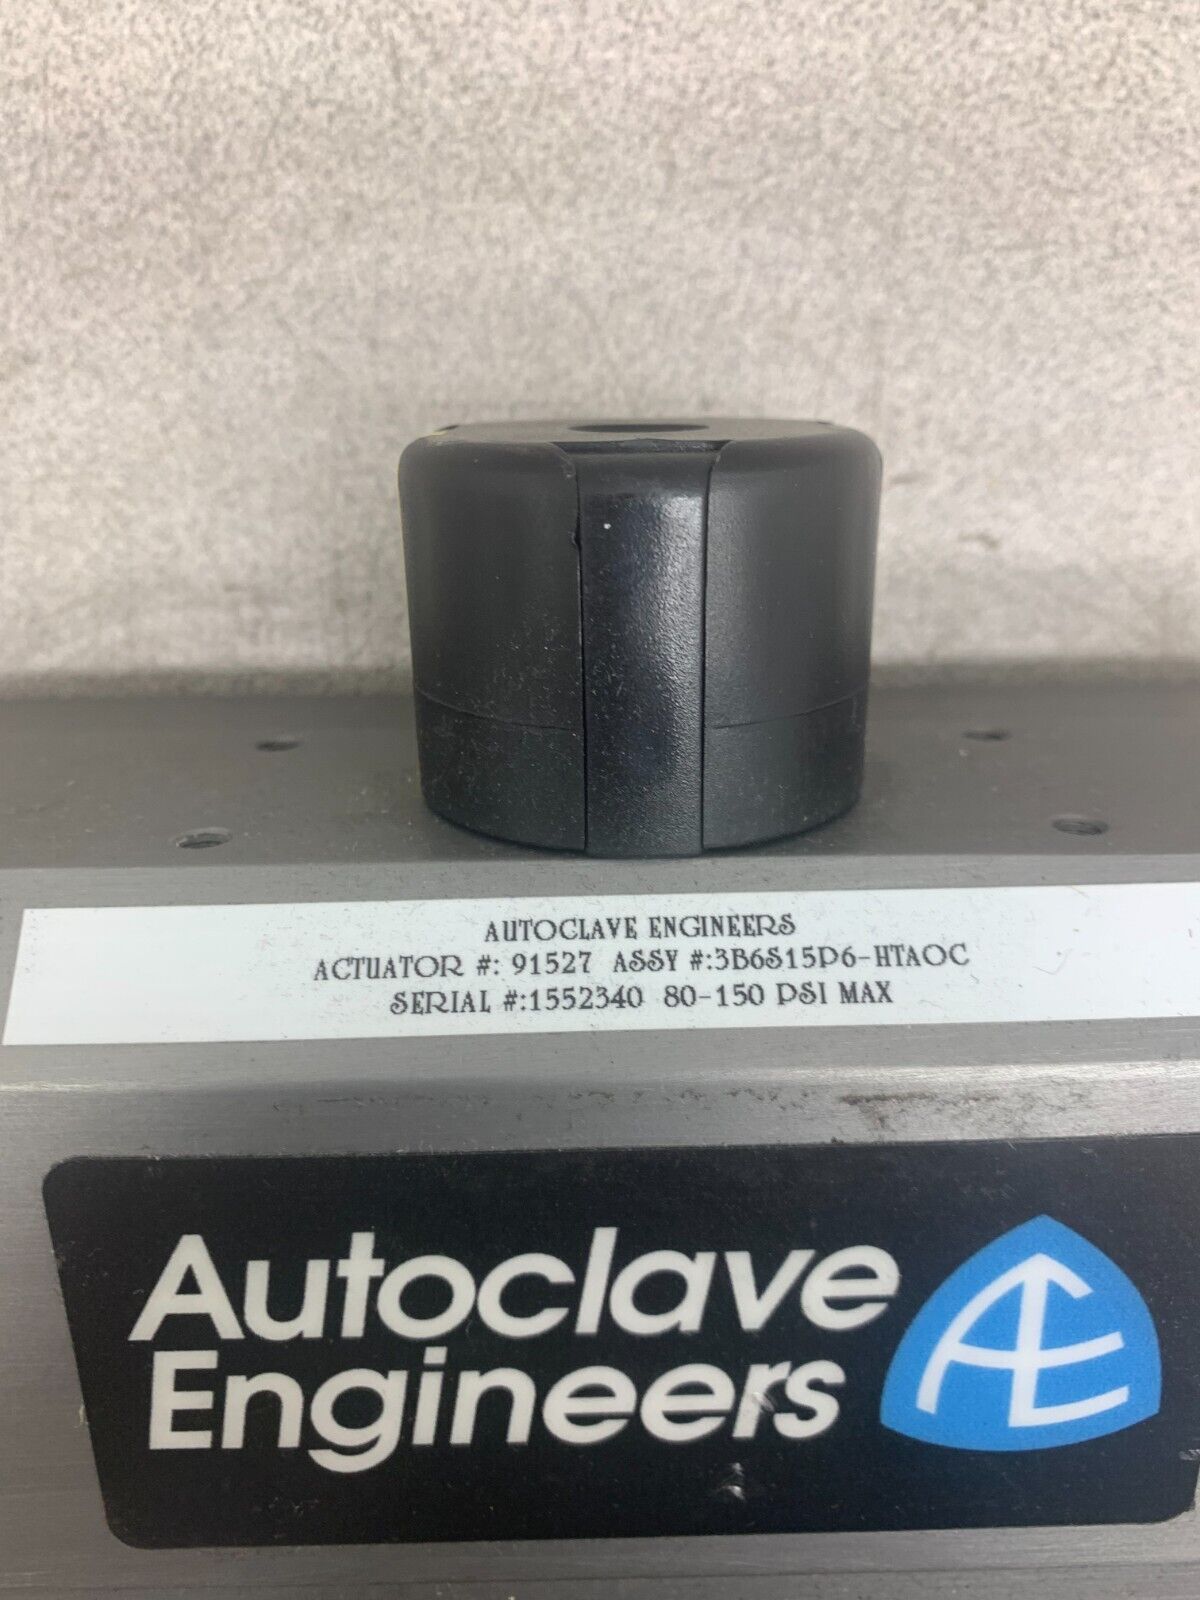 AUTOCLAVE ENGINEERS
ACTUATOR #: 91527 ASSY #:3B6S15P6-HTAOC
SERIAL #:1552340 80-150 PSI MAX
Autoclave
Engineers
AE